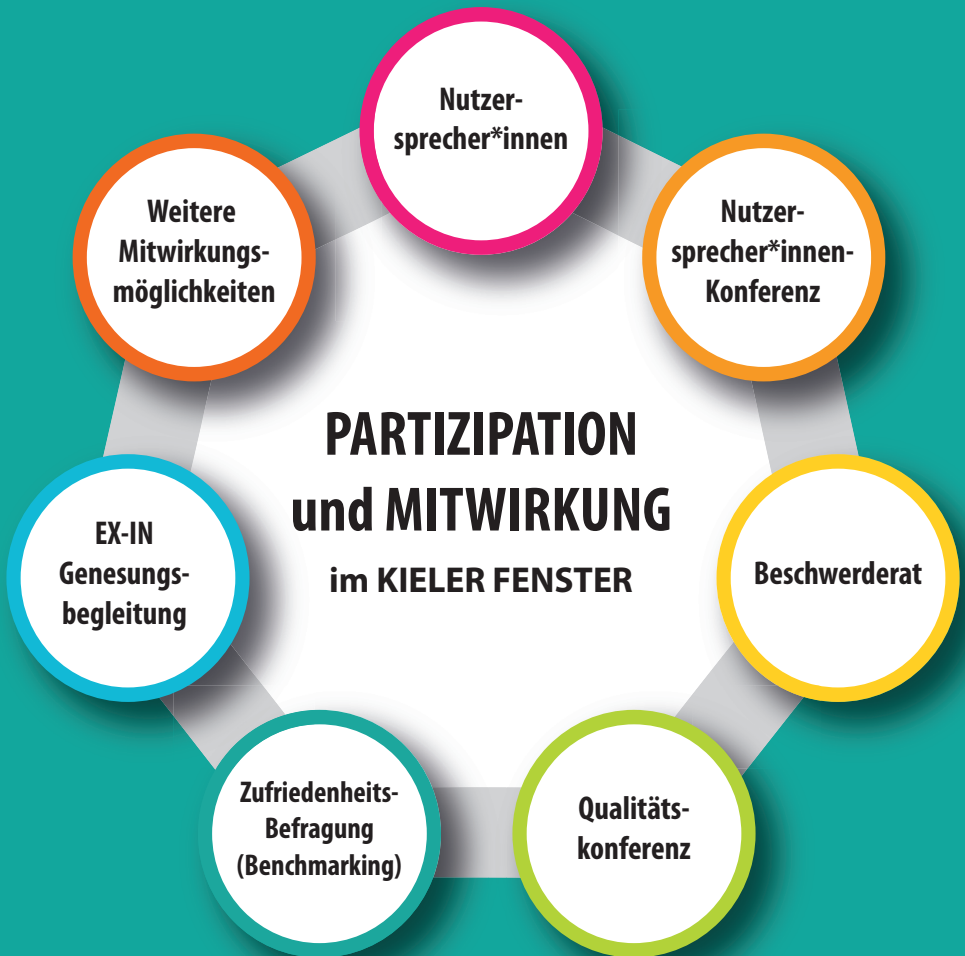 Nutzer-
sprecher*innen
Nutzer-
sprecher*innen-
Konferenz
Beschwerderat
Qualitäts-
konferenz
Zufriedenheits-
Befragung
(Benchmarking)
EX-IN
Genesungs-
begleitung
Weitere
Mitwirkungs-
möglichkeiten
PARTIZIPATION
und MITWIRKUNG
im KIELER FENSTER